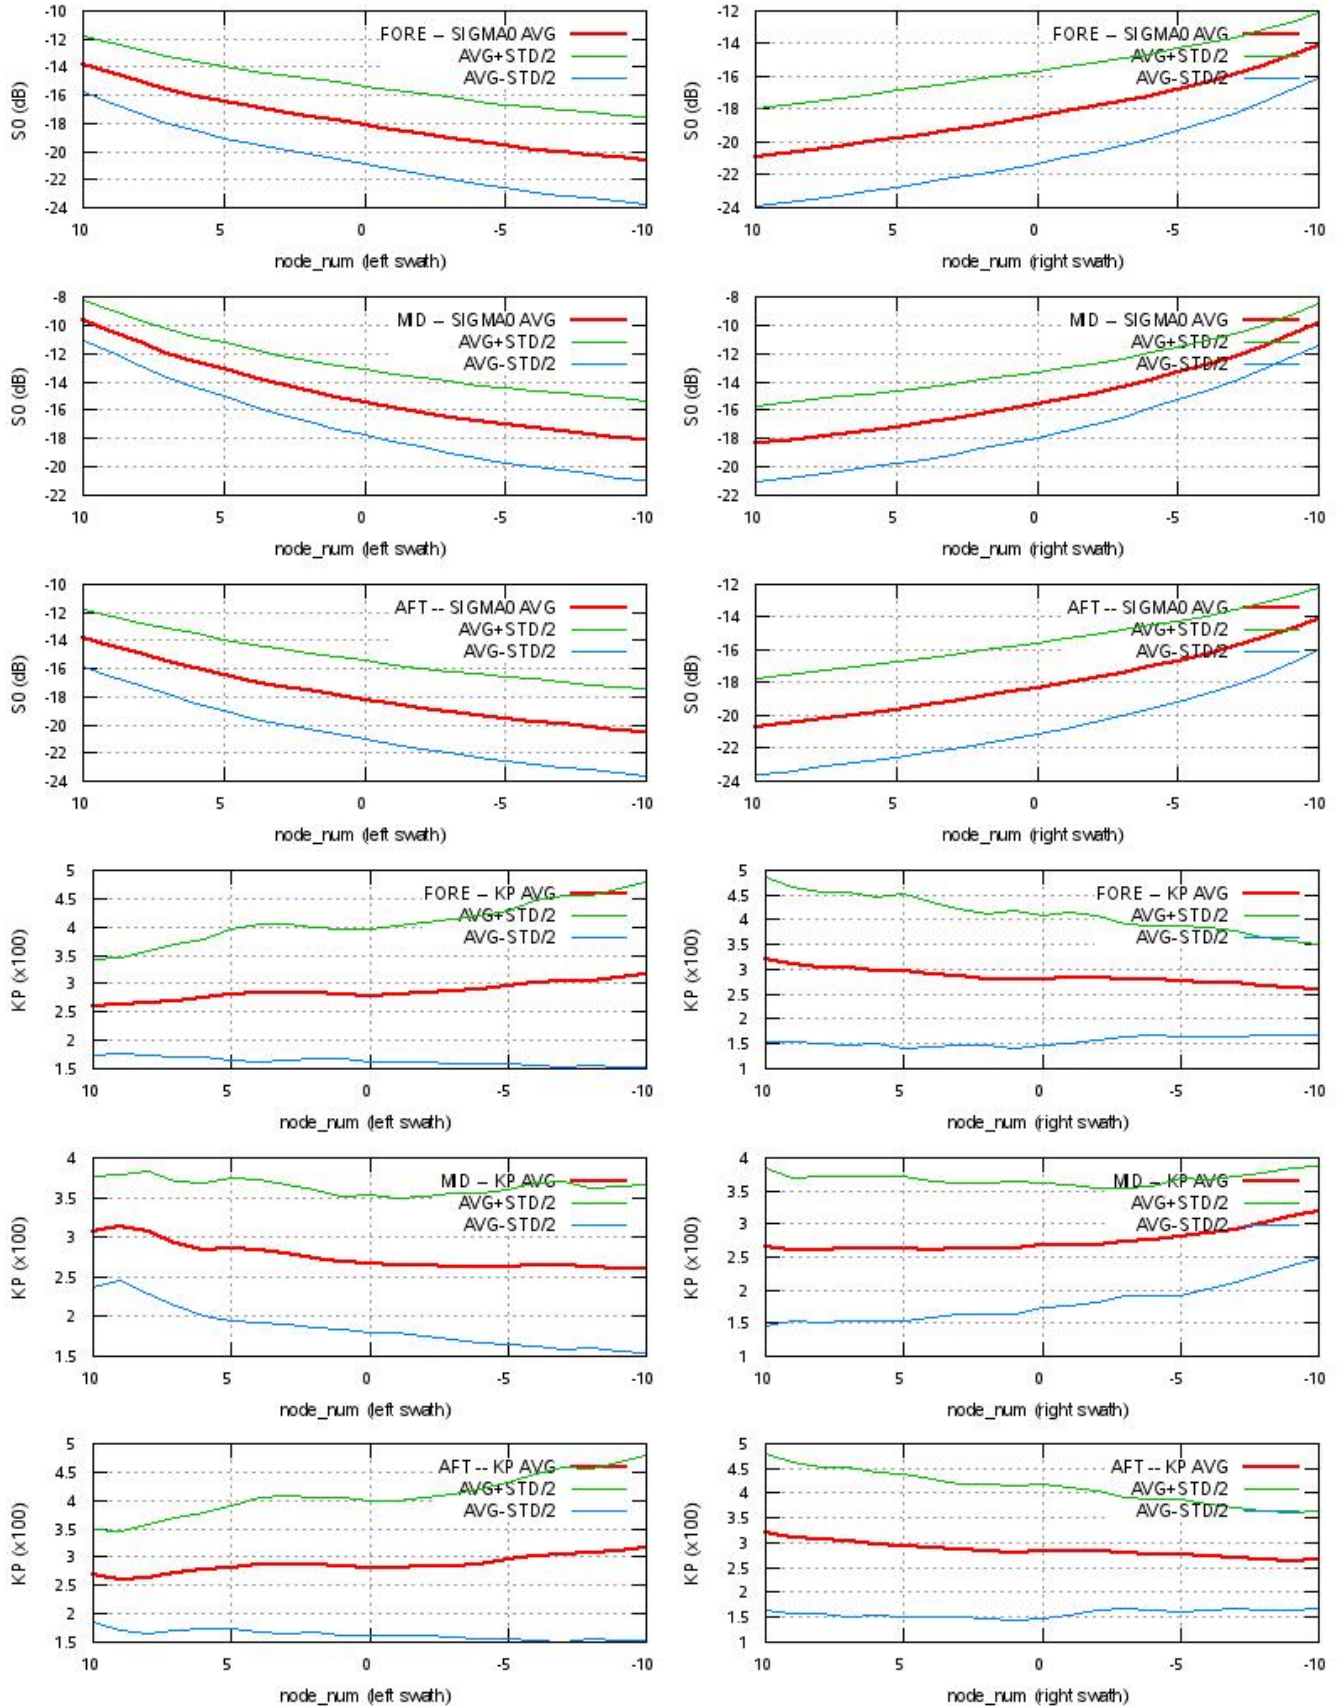 -10
-12
-14
-16
-18
-20
-22
-24
S0 (dB)
FORE -- SIGMA0 AVG
AVG+STD/2
AVG-STD/2
10 5 0 -5 -10
node_num (left swath)
-12
-14
-16
-18
-20
-22
-24
S0 (dB)
FORE -- SIGMA0 AVG
AVG+STD/2
AVG-STD/2
10 5 0 -5 -10
node_num (right swath)
-8
-10
-12
-14
-16
-18
-20
-22
S0 (dB)
MID -- SIGMA0 AVG
AVG+STD/2
AVG-STD/2
10 5 0 -5 -10
node_num (left swath)
-8
-10
-12
-14
-16
-18
-20
-22
S0 (dB)
MID -- SIGMA0 AVG
AVG+STD/2
AVG-STD/2
10 5 0 -5 -10
node_num (right swath)
-10
-12
-14
-16
-18
-20
-22
-24
S0 (dB)
AFT -- SIGMA0 AVG
AVG+STD/2
AVG-STD/2
10 5 0 -5 -10
node_num (left swath)
-12
-14
-16
-18
-20
-22
-24
S0 (dB)
AFT -- SIGMA0 AVG
AVG+STD/2
AVG-STD/2
10 5 0 -5 -10
node_num (right swath)
5
4.5
4
3.5
3
2.5
2
1.5
KP (x100)
FORE -- KP AVG
AVG+STD/2
AVG-STD/2
10 5 0 -5 -10
node_num (left swath)
5
4.5
4
3.5
3
2.5
2
1.5
1
KP (x100)
FORE -- KP AVG
AVG+STD/2
AVG-STD/2
10 5 0 -5 -10
node_num (right swath)
4
3.5
3
2.5
2
1.5
KP (x100)
MID -- KP AVG
AVG+STD/2
AVG-STD/2
10 5 0 -5 -10
node_num (left swath)
4
3.5
3
2.5
2
1.5
1
KP (x100)
MID -- KP AVG
AVG+STD/2
AVG-STD/2
10 5 0 -5 -10
node_num (right swath)
5
4.5
4
3.5
3
2.5
2
1.5
KP (x100)
AFT -- KP AVG
AVG+STD/2
AVG-STD/2
10 5 0 -5 -10
node_num (left swath)
5
4.5
4
3.5
3
2.5
2
1.5
1
KP (x100)
AFT -- KP AVG
AVG+STD/2
AVG-STD/2
10 5 0 -5 -10
node_num (right swath)